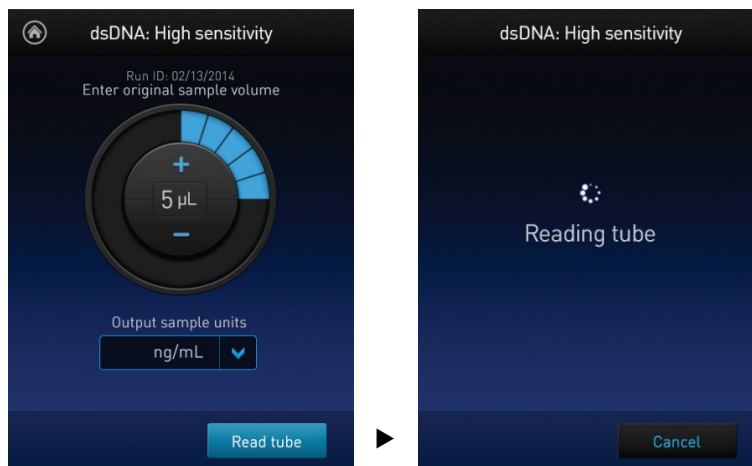 dsDNA: High sensitivity
Run ID: 02/13/2014
Enter original sample volume
+
5 µL
−
Output sample units
ng/mL
Read tube
dsDNA: High sensitivity
Reading tube
Cancel